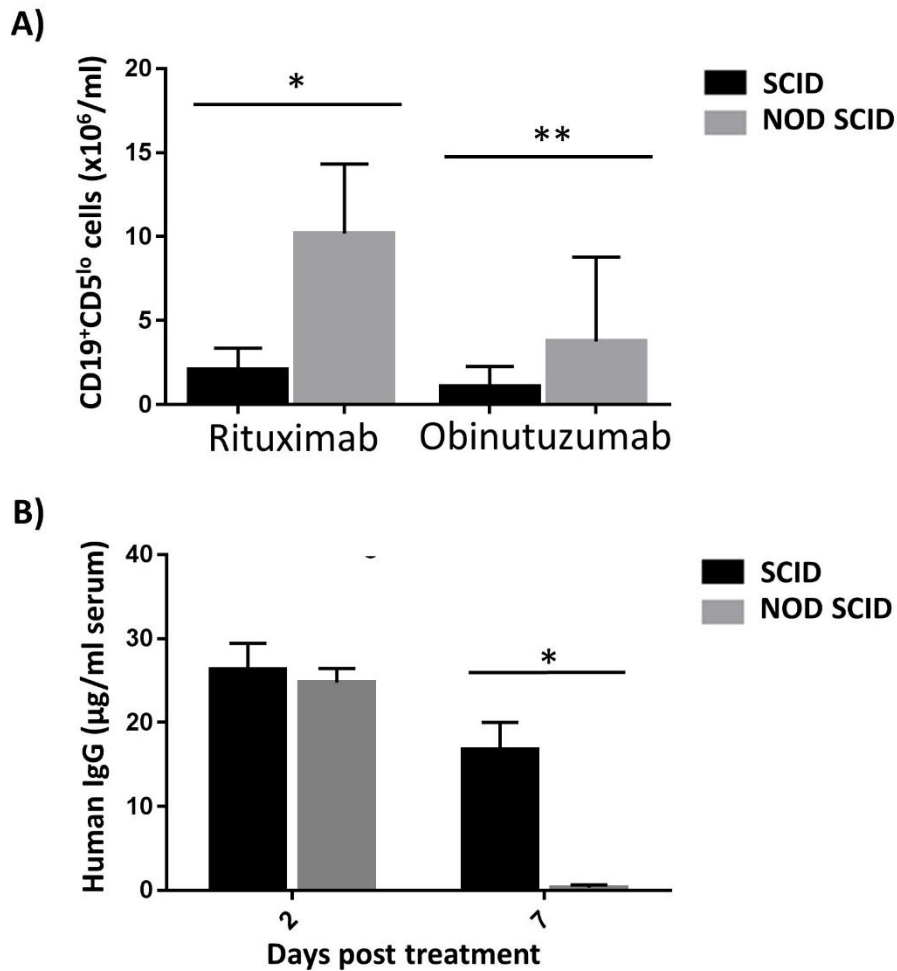 A)
CD19⁺CD5ˡᵒ cells (x10⁶/ml)
20
15
10
5
0
*
**
SCID
NOD SCID
Rituximab
Obinutuzumab
B)
Human IgG (µg/ml serum)
40
30
20
10
0
*
SCID
NOD SCID
2
7
Days post treatment